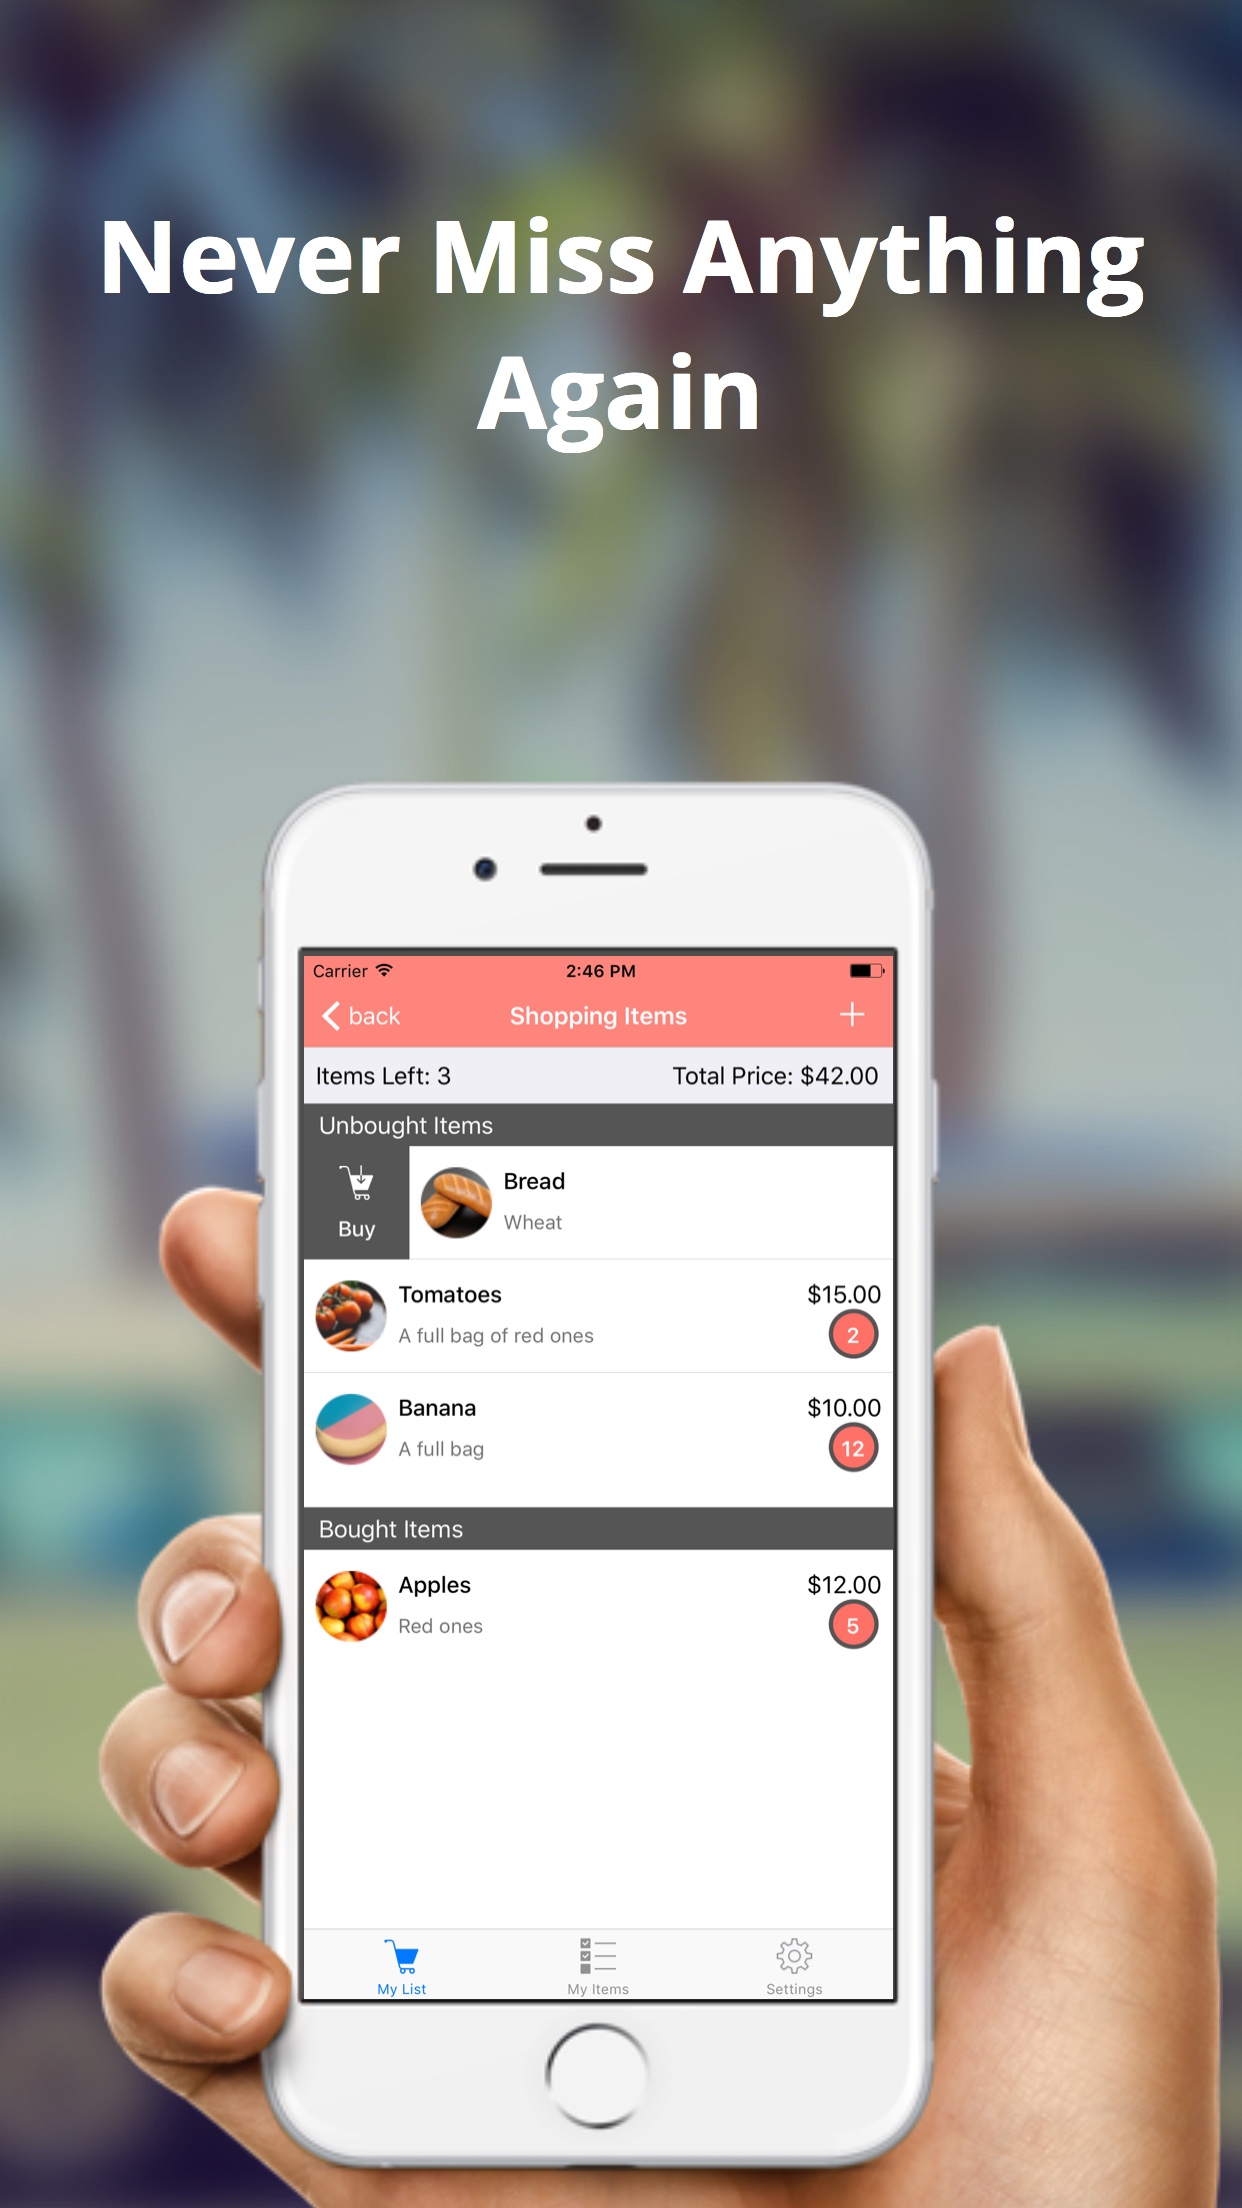 Never Miss Anything
Again
Carrier 2:46 PM
back Shopping Items +
Items Left: 3 Total Price: $42.00
Unbought Items
Buy
Bread
Wheat
Tomatoes $15.00
A full bag of red ones 2
Banana $10.00
A full bag 12
Bought Items
Apples $12.00
Red ones 5
My List My Items Settings